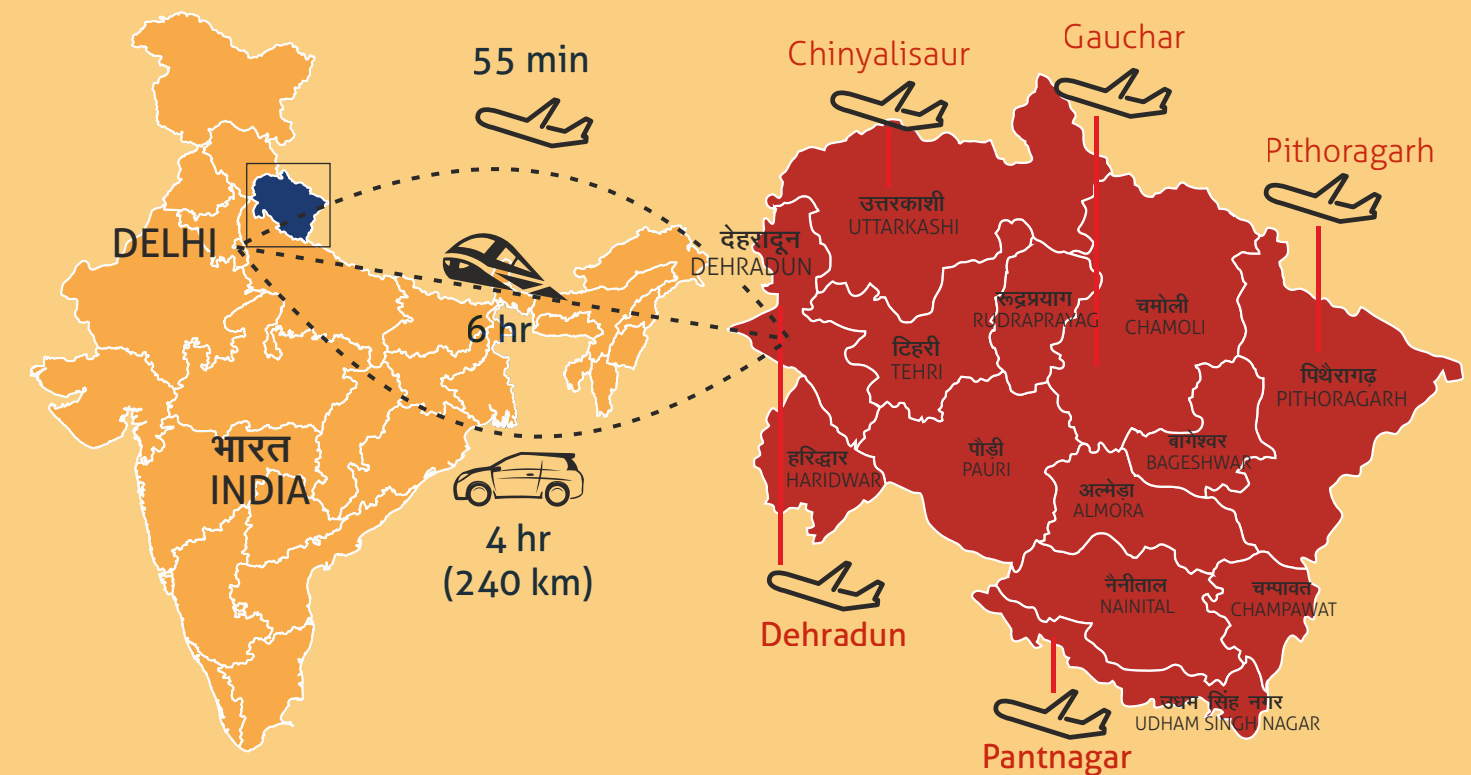 55 min
DELHI
6 hr
भारत
INDIA
4 hr
(240 km)
Chinyalisaur
Gauchar
Pithoragarh
उत्तरकाशी
UTTARKASHI
देहरादून
DEHRADUN
रूद्रप्रयाग
RUDRAPRAYAG
चमोली
CHAMOLI
टिहरी
TEHRI
पिथैरागढ़
PITHORAGARH
हरिद्वार
HARIDWAR
पौड़ी
PAURI
बागेश्वर
BAGESHWAR
अल्मेड़ा
ALMORA
नैनीताल
NAINITAL
चम्पावत
CHAMPAWAT
Dehradun
उधम सिंह नगर
UDHAM SINGH NAGAR
Pantnagar